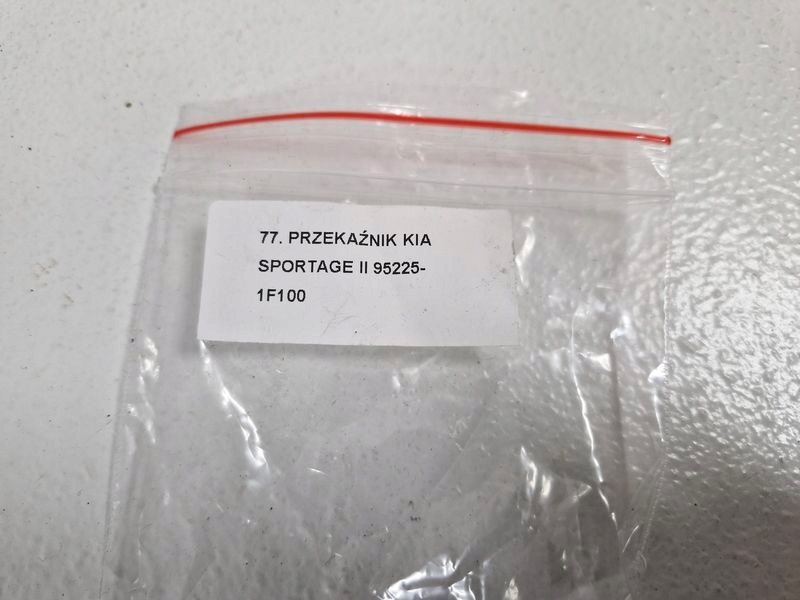 77. PRZEKAŹNIK KIA
SPORTAGE II 95225-
1F100